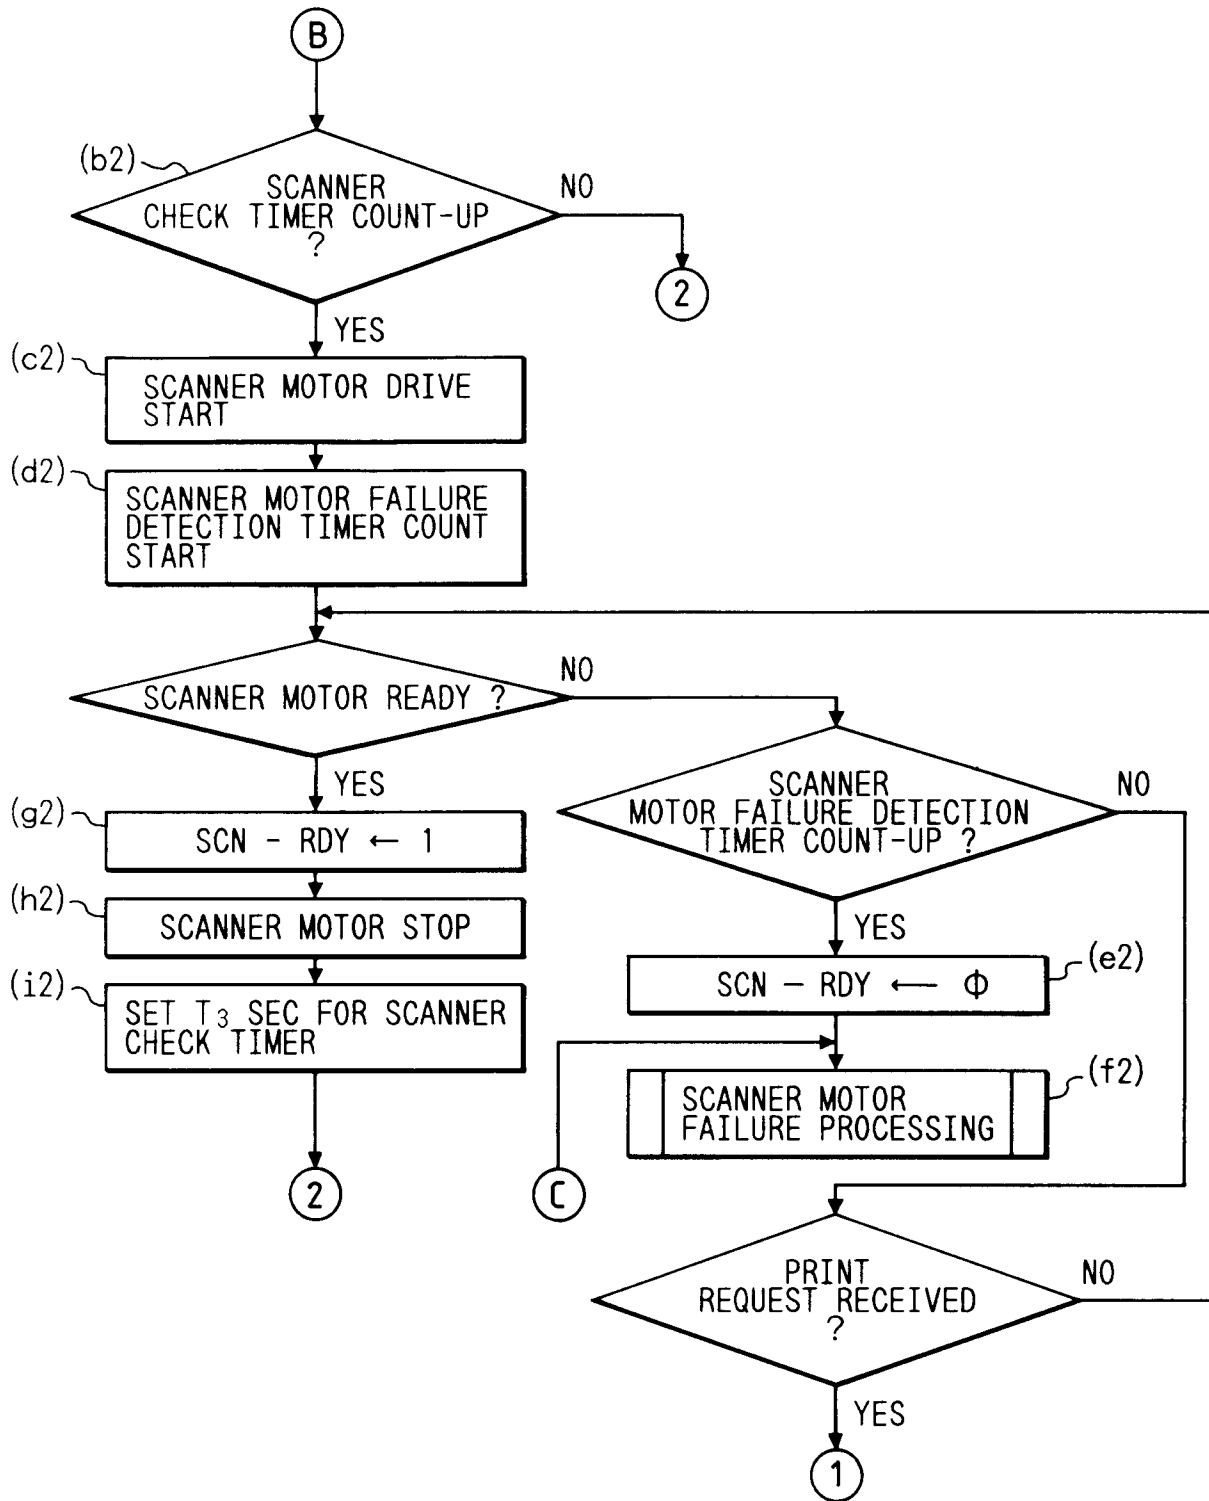 B
(b2)
SCANNER
CHECK TIMER COUNT-UP
?
NO
2
YES
(c2)
SCANNER MOTOR DRIVE
START
(d2)
SCANNER MOTOR FAILURE
DETECTION TIMER COUNT
START
SCANNER MOTOR READY ?
NO
YES
SCANNER
MOTOR FAILURE DETECTION
TIMER COUNT-UP ?
NO
YES
(g2)
SCN - RDY ← 1
(h2)
SCANNER MOTOR STOP
(i2)
SET T₃ SEC FOR SCANNER
CHECK TIMER
2
(e2)
SCN - RDY ← Φ
(f2)
SCANNER MOTOR
FAILURE PROCESSING
C
PRINT
REQUEST RECEIVED
?
NO
YES
1